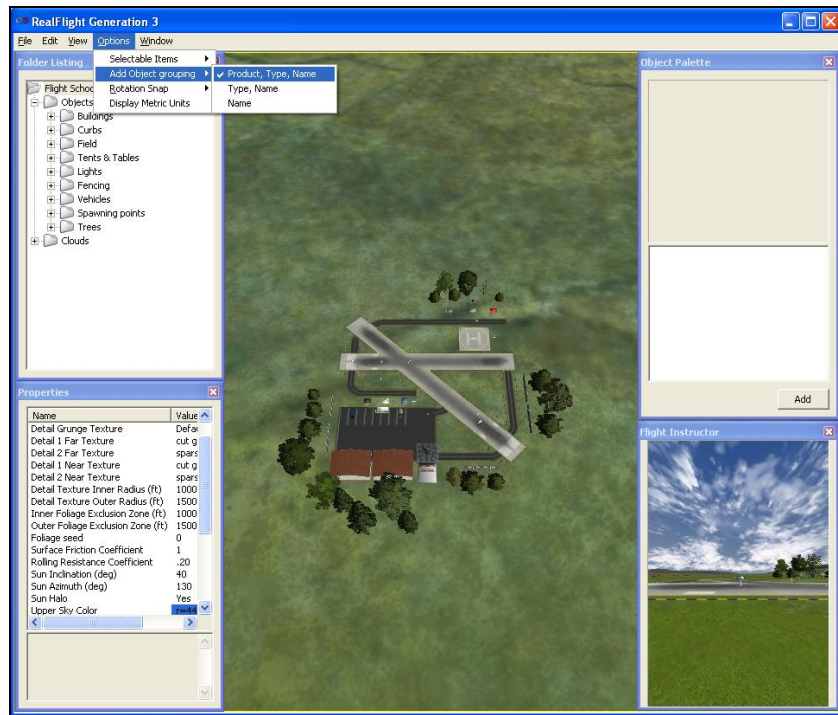 RealFlight Generation 3
File Edit View Options Window
Selectable Items
Add Object grouping
Rotation Snap
Display Metric Units
Product, Type, Name
Type, Name
Name
Folder Listing
Flight Schoo
Objects
Buildings
Curbs
Field
Tents & Tables
Lights
Fencing
Vehicles
Spawning points
Trees
Clouds
Properties
Name Value
Detail Grunge Texture Defau
Detail 1 Far Texture cut g
Detail 2 Far Texture spars
Detail 1 Near Texture cut g
Detail 2 Near Texture spars
Detail Texture Inner Radius (ft) 1000
Detail Texture Outer Radius (ft) 1500
Inner Foliage Exclusion Zone (ft) 1000
Outer Foliage Exclusion Zone (ft) 1500
Foliage seed 0
Surface Friction Coefficient 1
Rolling Resistance Coefficient .20
Sun Inclination (deg) 40
Sun Azimuth (deg) 130
Sun Halo Yes
Upper Sky Color r=44
H
Object Palette
Add
Flight Instructor